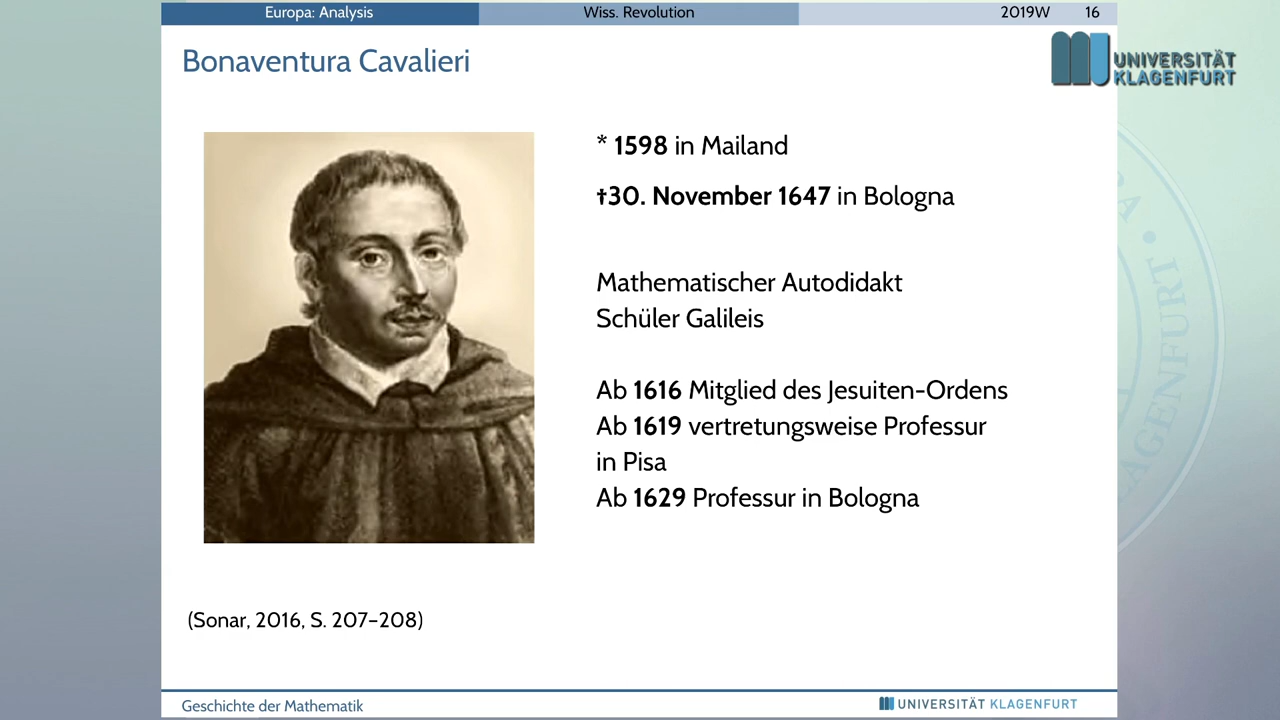 Europa: Analysis
Wiss. Revolution
2019W 16
Bonaventura Cavalieri
UNIVERSITÄT
KLAGENFURT
* 1598 in Mailand
†30. November 1647 in Bologna
Mathematischer Autodidakt
Schüler Galileis
Ab 1616 Mitglied des Jesuiten-Ordens
Ab 1619 vertretungsweise Professur
in Pisa
Ab 1629 Professur in Bologna
(Sonar, 2016, S. 207–208)
Geschichte der Mathematik
UNIVERSITÄT KLAGENFURT
AGENFURT